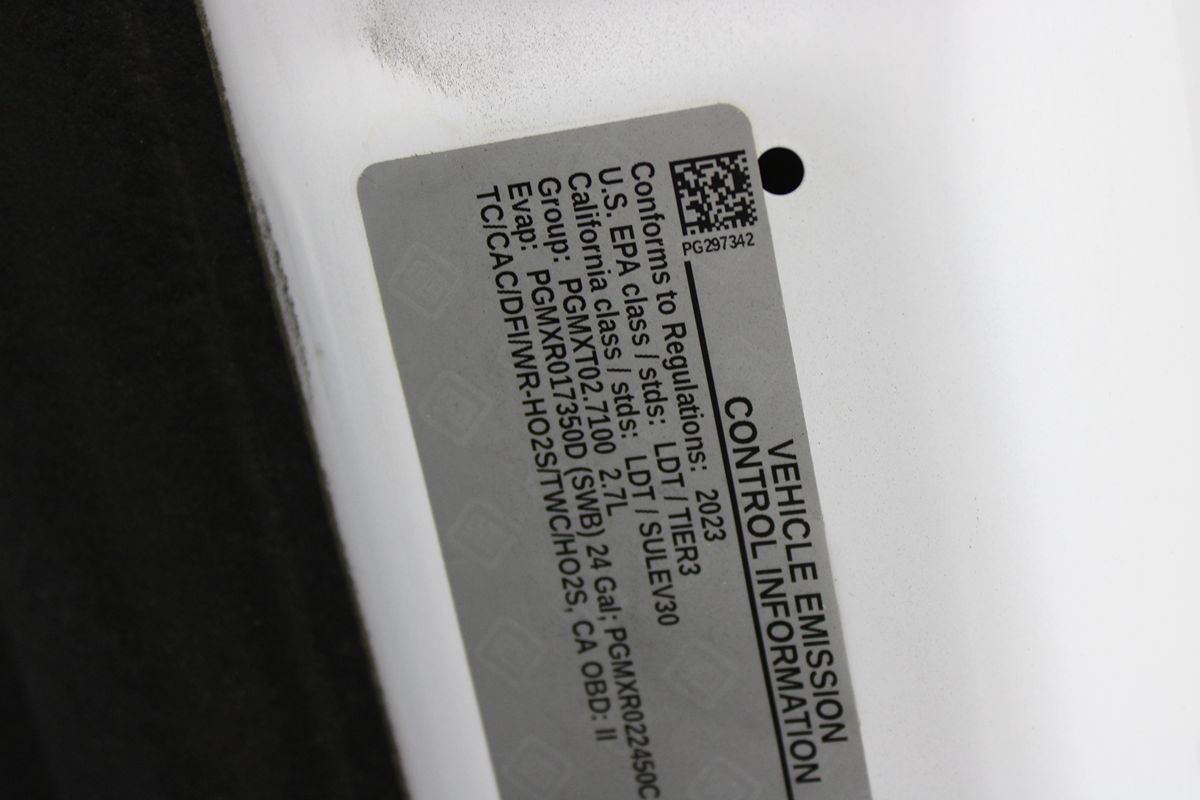 PG297342
VEHICLE EMISSION
CONTROL INFORMATION
Conforms to Regulations: 2023
U.S. EPA class / stds: LDT / TIER3
California class / stds: LDT / SULEV30
Group: PGMXT02.7100 2.7L
Evap: PGMXR017350D (SWB) 24 Gal; PGMXR022450C
TC/CAC/DFI/WR-HO2S/TWC/HO2S, CA OBD: II